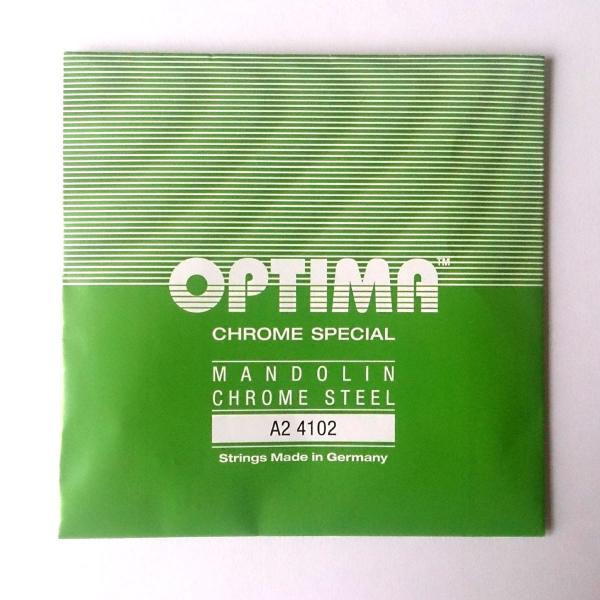 OPTIMA™
CHROME SPECIAL
MANDOLIN
CHROME STEEL
A2 4102
Strings Made in Germany